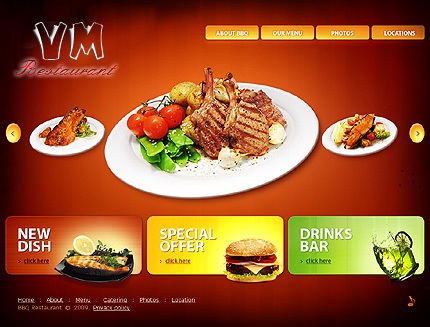 VM
Restaurant
ABOUT BBQ
OUR MENU
PHOTOS
LOCATIONS
NEW
DISH
click here
SPECIAL
OFFER
click here
DRINKS
BAR
click here
Home : About : Menu : Catering : Photos : Location
BBQ Restaurant © 2009. Privacy policy